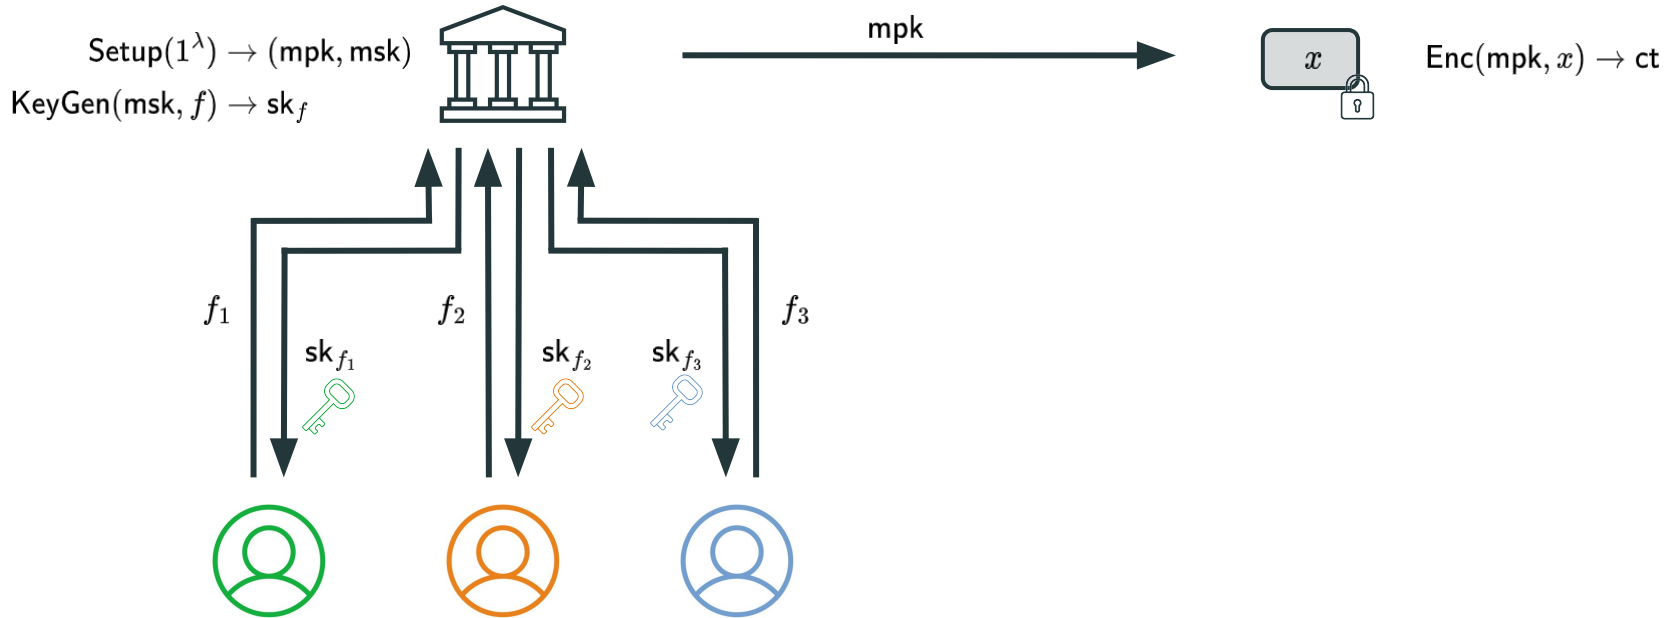 mpk
Setup(1^λ) → (mpk, msk)
x
Enc(mpk, x) → ct
KeyGen(msk, f) → sk_f
f_1
f_2
f_3
sk_{f_1}
sk_{f_2}
sk_{f_3}